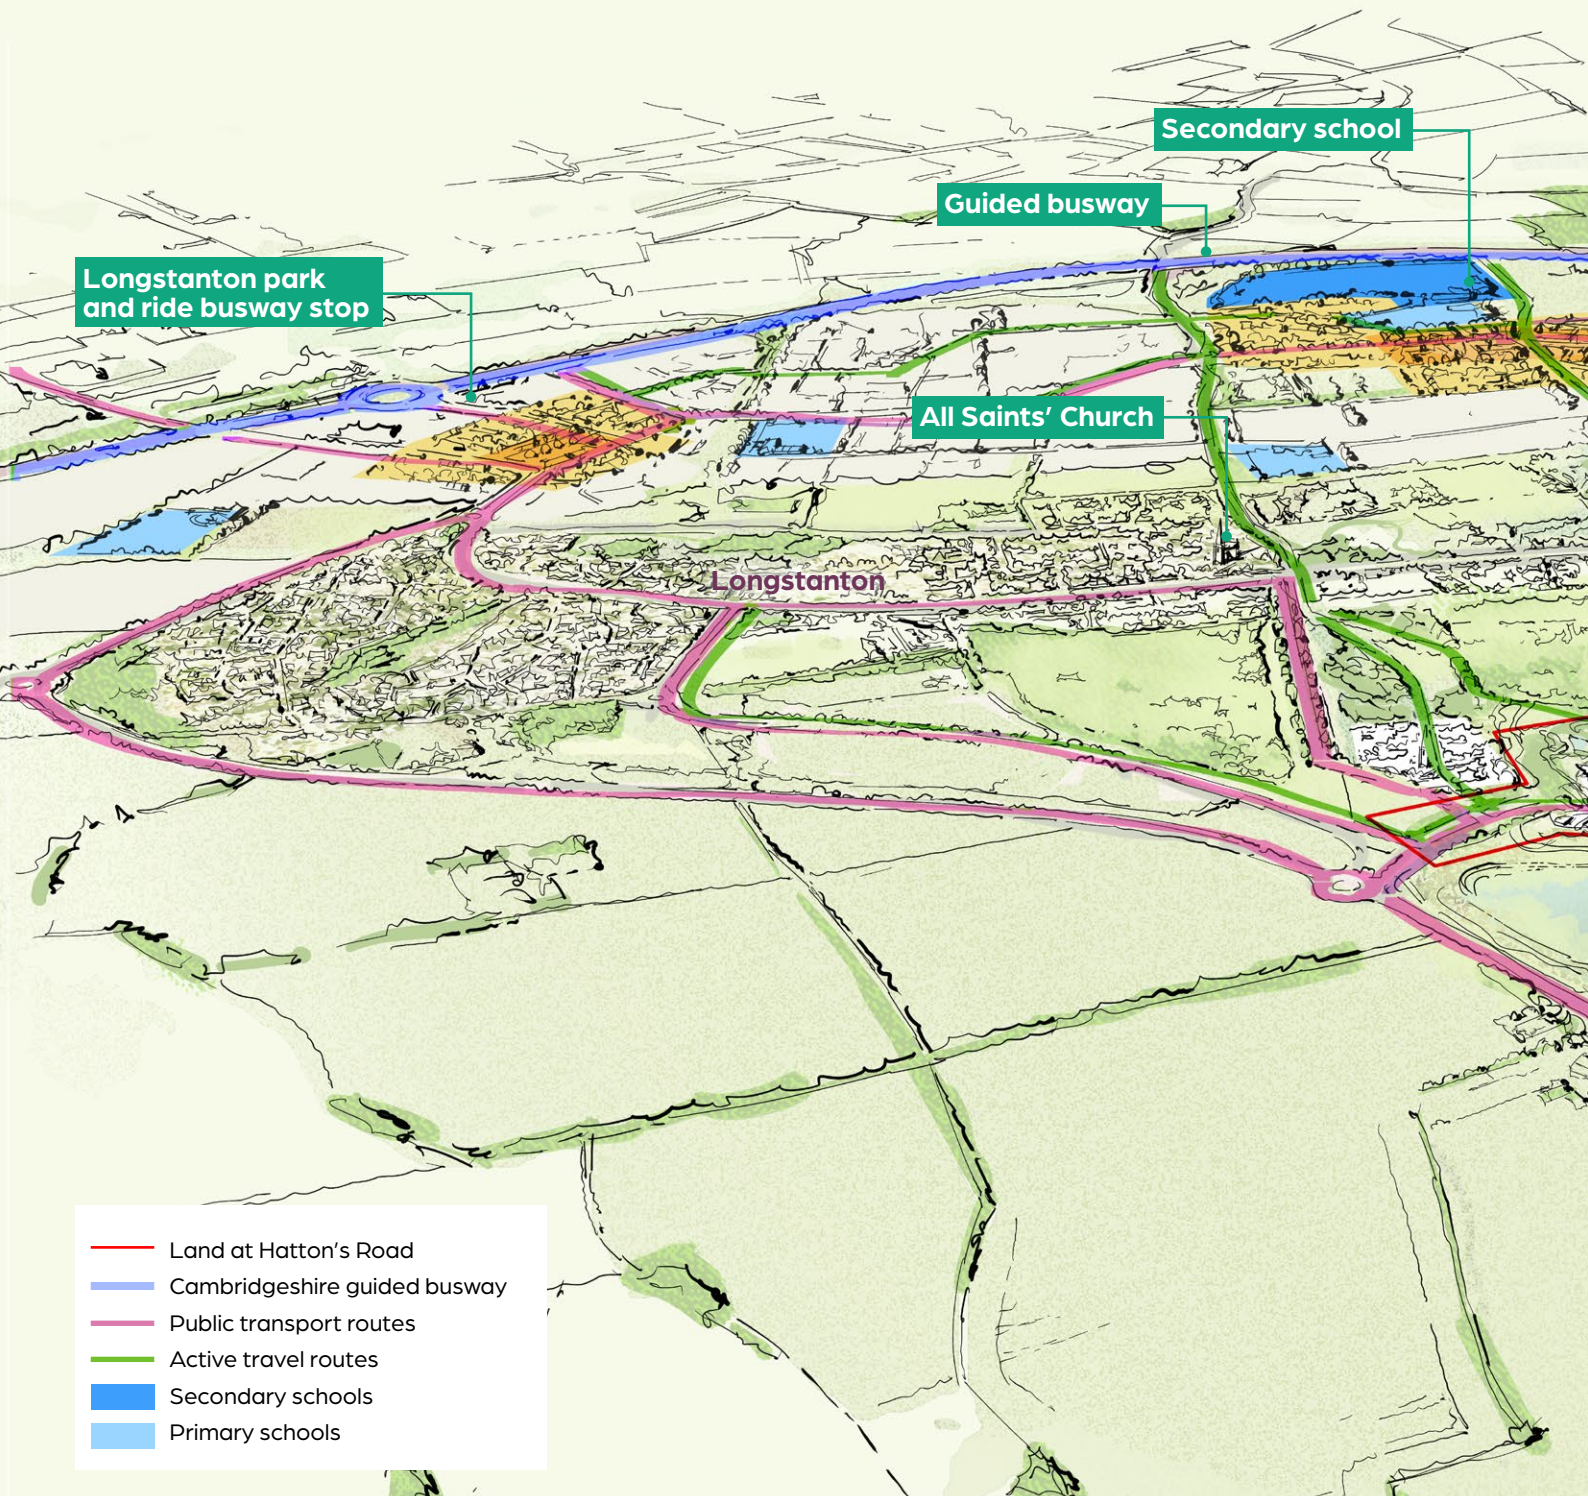 Secondary school
Guided busway
Longstanton park
and ride busway stop
All Saints’ Church
Longstanton
Land at Hatton’s Road
Cambridgeshire guided busway
Public transport routes
Active travel routes
Secondary schools
Primary schools